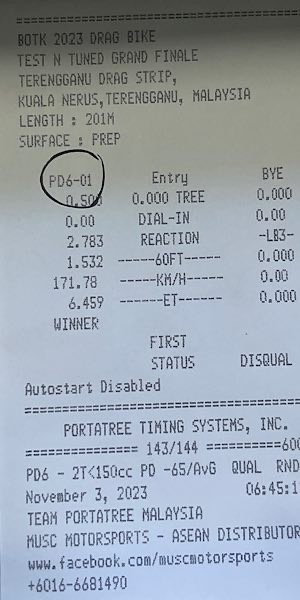 ================================
BOTK 2023 DRAG BIKE
TEST N TUNED GRAND FINALE
TERENGGANU DRAG STRIP,
KUALA NERUS,TERENGGANU, MALAYSIA
LENGTH : 201M
SURFACE : PREP
PD6-01 Entry BYE
0.500 0.000 TREE 0.000
0.00 DIAL-IN 0.00
2.783 REACTION -LB3-
1.532 -----60FT----- 0.000
171.78 -----KM/H----- 0.00
6.459 ------ET------ 0.000
WINNER
FIRST
STATUS DISQUAL
Autostart Disabled
================================
PORTATREE TIMING SYSTEMS, INC.
=============== 143/144 ==========600
PD6 - 2T<150cc PD -65/AvG QUAL RND
November 3, 2023 06:45:1
TEAM PORTATREE MALAYSIA
MUSC MOTORSPORTS - ASEAN DISTRIBUTOR
www.facebook.com/muscmotorsports
+6016-6681490